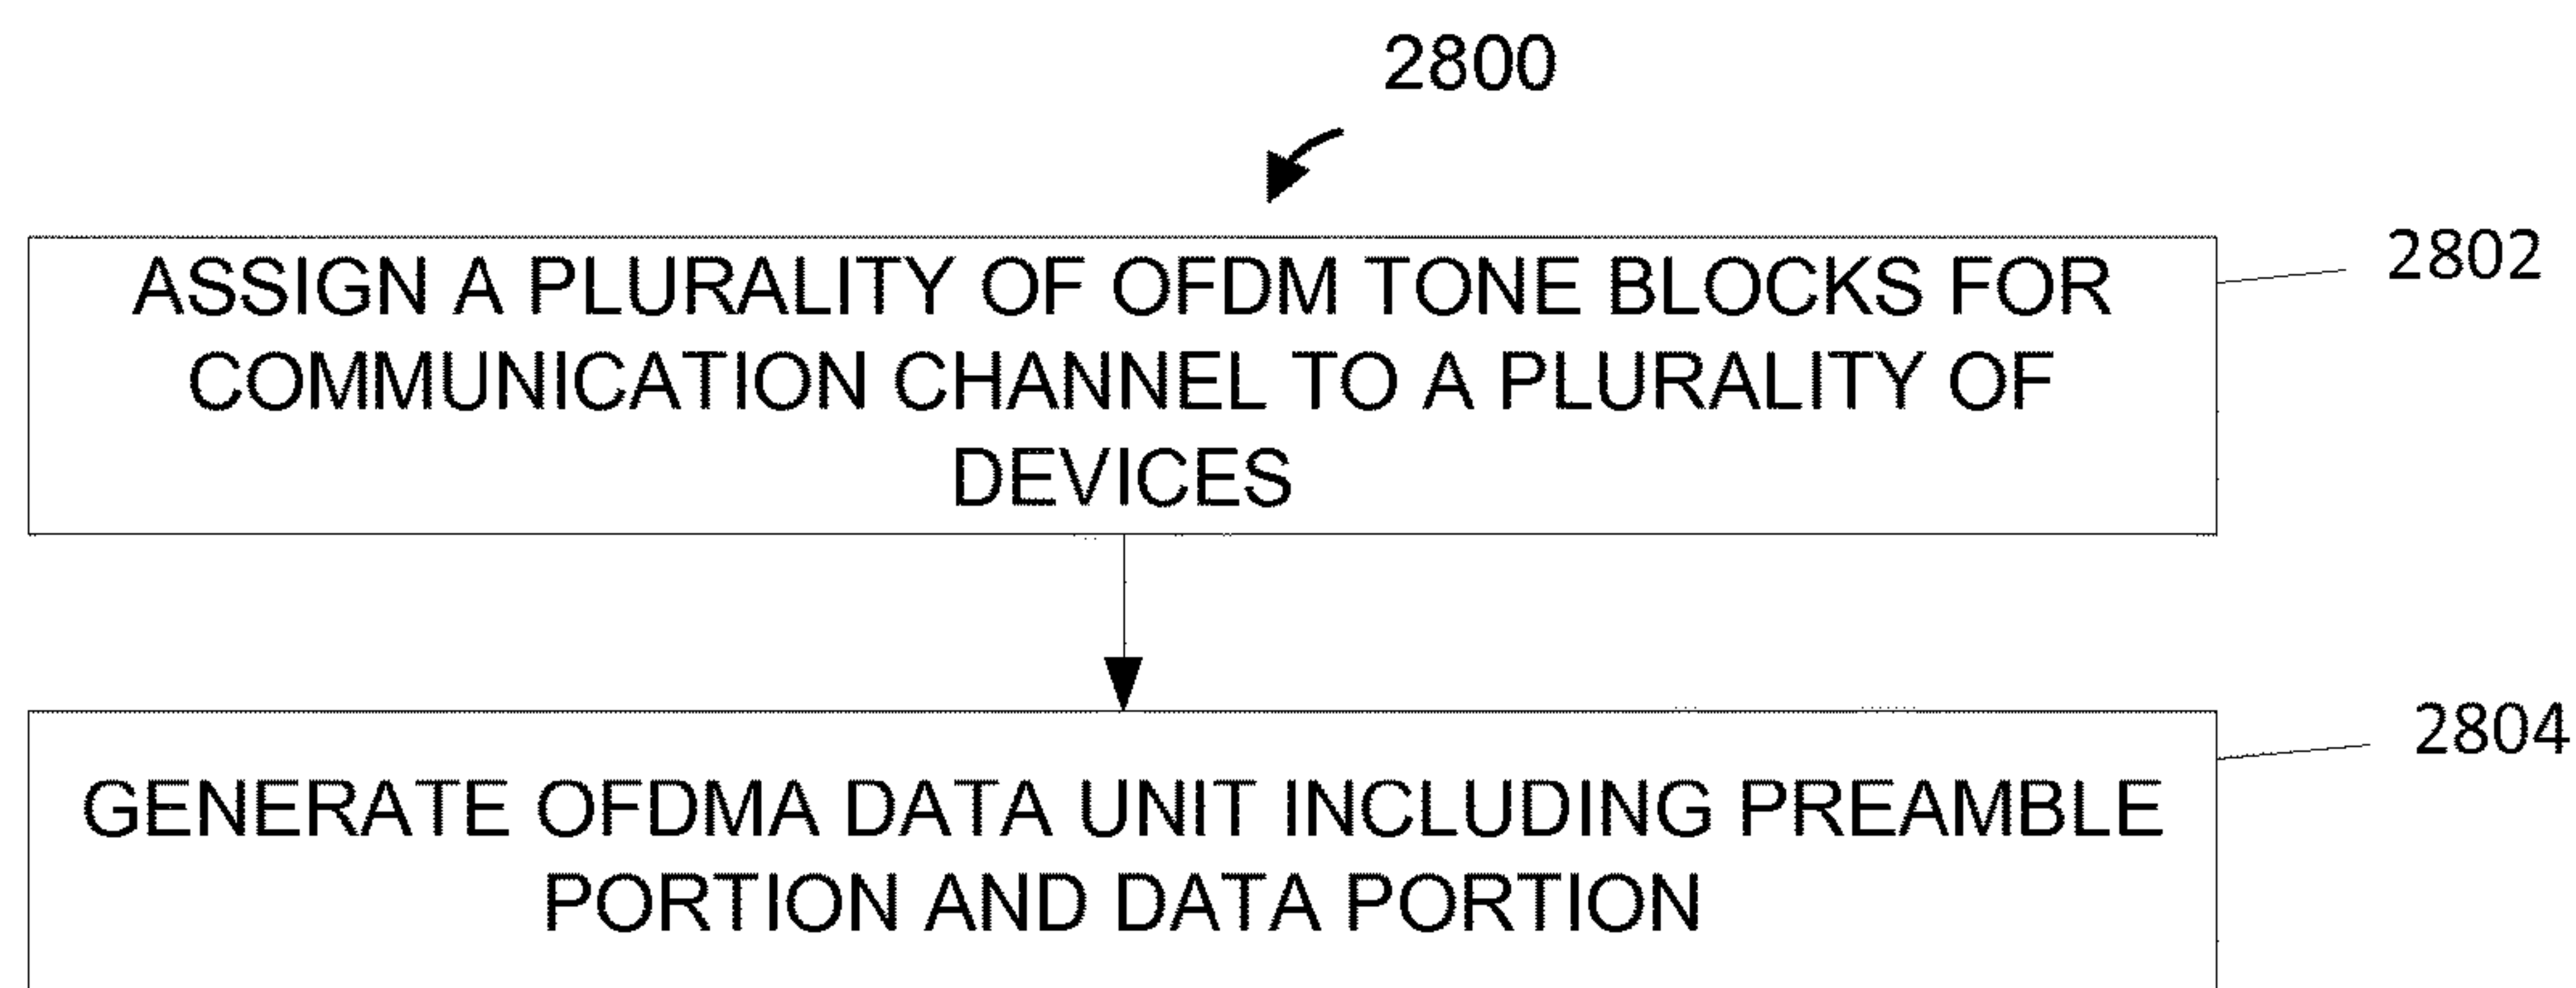 2800
ASSIGN A PLURALITY OF OFDM TONE BLOCKS FOR
COMMUNICATION CHANNEL TO A PLURALITY OF
DEVICES
2802
GENERATE OFDMA DATA UNIT INCLUDING PREAMBLE
PORTION AND DATA PORTION
2804